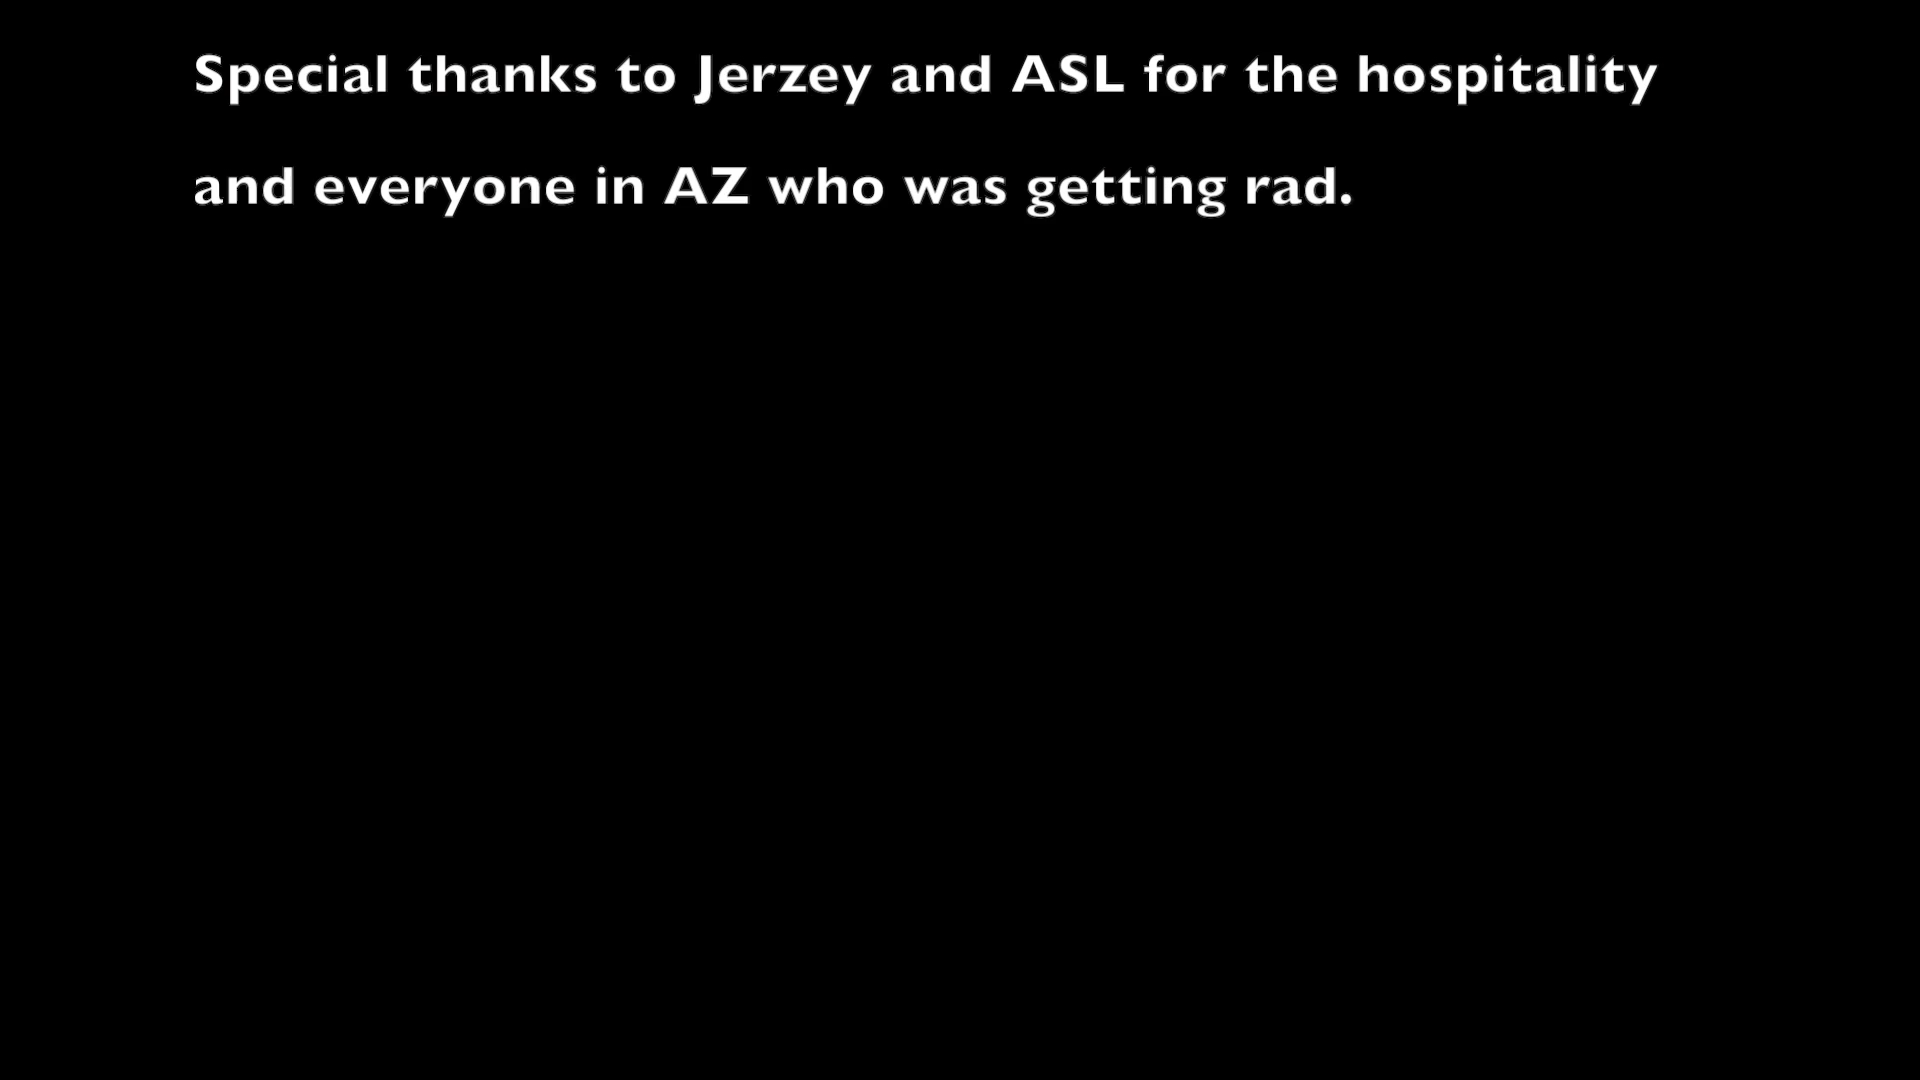 Special thanks to Jerzey and ASL for the hospitality
and everyone in AZ who was getting rad.